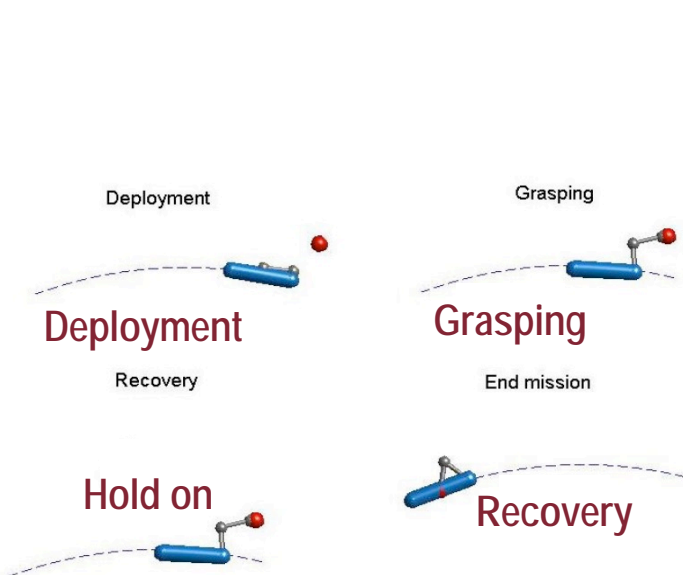 Deployment
Grasping
Deployment
Grasping
Recovery
End mission
Hold on
Recovery